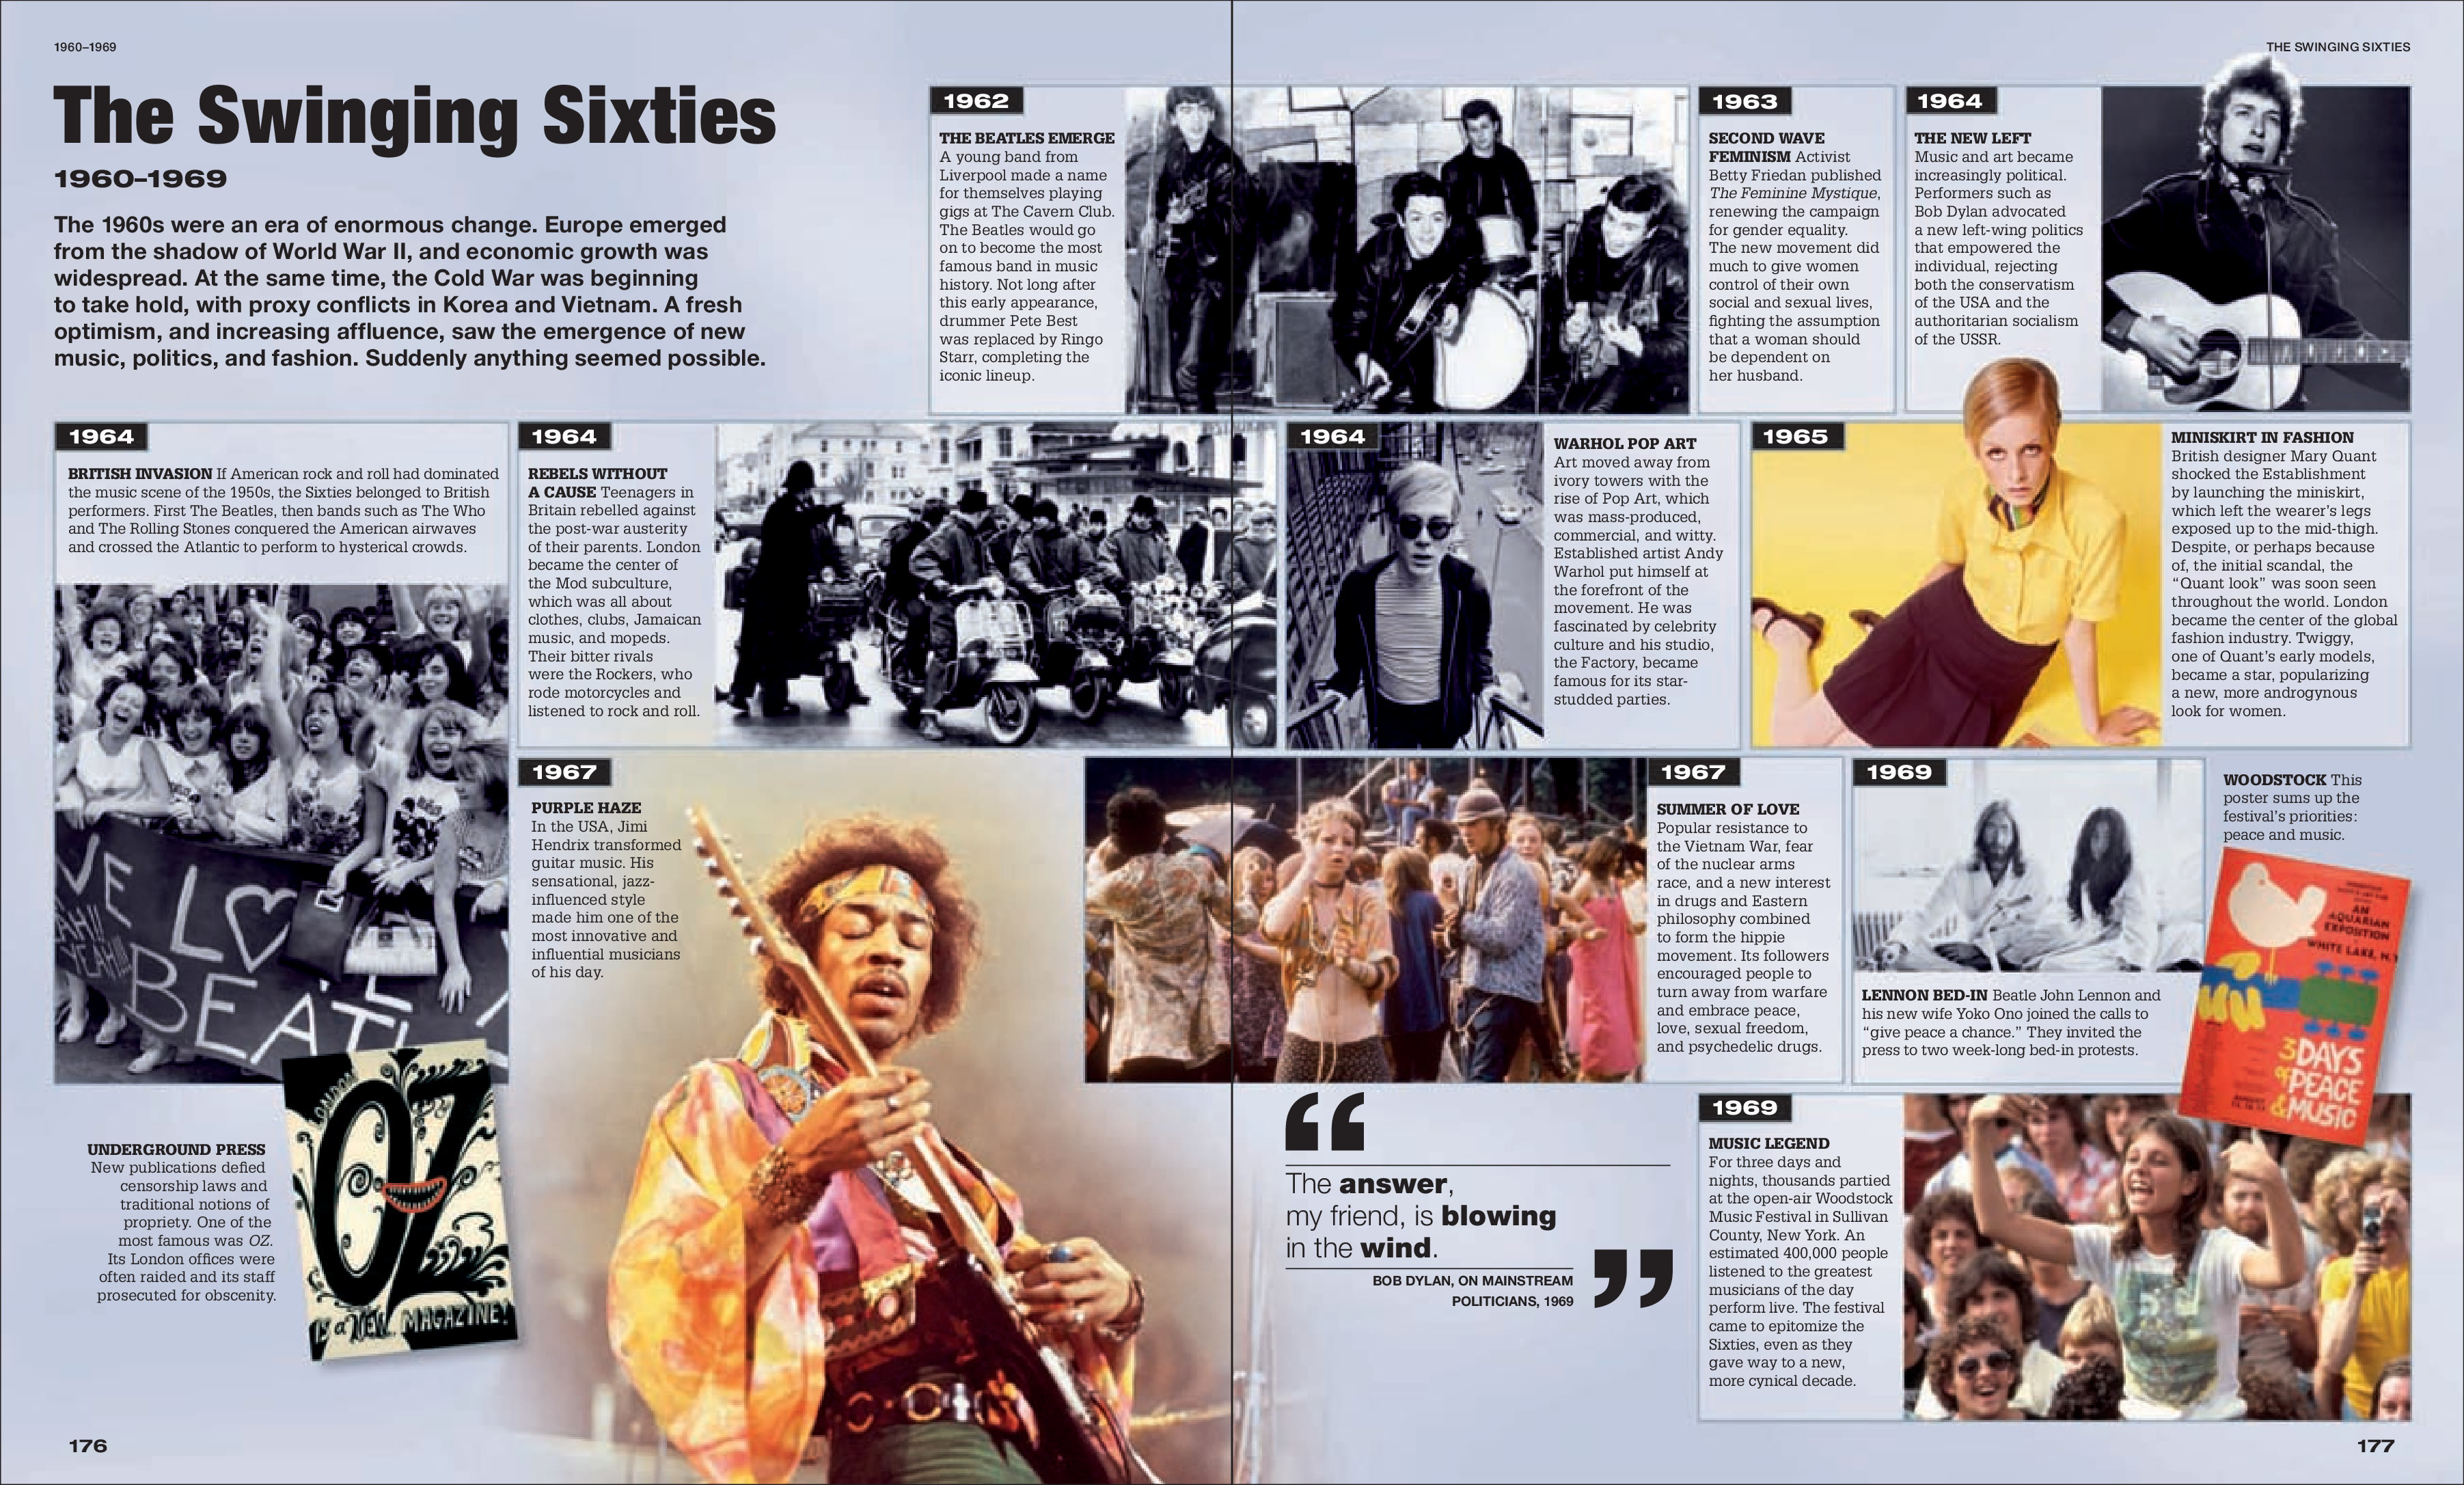 1960–1969
THE SWINGING SIXTIES
The Swinging Sixties
1960–1969
The 1960s were an era of enormous change. Europe emerged
from the shadow of World War II, and economic growth was
widespread. At the same time, the Cold War was beginning
to take hold, with proxy conflicts in Korea and Vietnam. A fresh
optimism, and increasing affluence, saw the emergence of new
music, politics, and fashion. Suddenly anything seemed possible.
1962
THE BEATLES EMERGE
A young band from
Liverpool made a name
for themselves playing
gigs at The Cavern Club.
The Beatles would go
on to become the most
famous band in music
history. Not long after
this early appearance,
drummer Pete Best
was replaced by Ringo
Starr, completing the
iconic lineup.
1963
SECOND WAVE
FEMINISM Activist
Betty Friedan published
The Feminine Mystique,
renewing the campaign
for gender equality.
The new movement did
much to give women
control of their own
social and sexual lives,
fighting the assumption
that a woman should
be dependent on
her husband.
1964
THE NEW LEFT
Music and art became
increasingly political.
Performers such as
Bob Dylan advocated
a new left-wing politics
that empowered the
individual, rejecting
both the conservatism
of the USA and the
authoritarian socialism
of the USSR.
1964
BRITISH INVASION If American rock and roll had dominated
the music scene of the 1950s, the Sixties belonged to British
performers. First The Beatles, then bands such as The Who
and The Rolling Stones conquered the American airwaves
and crossed the Atlantic to perform to hysterical crowds.
1964
REBELS WITHOUT
A CAUSE Teenagers in
Britain rebelled against
the post-war austerity
of their parents. London
became the center of
the Mod subculture,
which was all about
clothes, clubs, Jamaican
music, and mopeds.
Their bitter rivals
were the Rockers, who
rode motorcycles and
listened to rock and roll.
1964
WARHOL POP ART
Art moved away from
ivory towers with the
rise of Pop Art, which
was mass-produced,
commercial, and witty.
Established artist Andy
Warhol put himself at
the forefront of the
movement. He was
fascinated by celebrity
culture and his studio,
the Factory, became
famous for its star-
studded parties.
1965
MINISKIRT IN FASHION
British designer Mary Quant
shocked the Establishment
by launching the miniskirt,
which left the wearer's legs
exposed up to the mid-thigh.
Despite, or perhaps because
of, the initial scandal, the
“Quant look” was soon seen
throughout the world. London
became the center of the global
fashion industry. Twiggy,
one of Quant's early models,
became a star, popularizing
a new, more androgynous
look for women.
VE LO
AH!!
YEAH!!!
BEATL
1967
PURPLE HAZE
In the USA, Jimi
Hendrix transformed
guitar music. His
sensational, jazz-
influenced style
made him one of the
most innovative and
influential musicians
of his day.
1967
SUMMER OF LOVE
Popular resistance to
the Vietnam War, fear
of the nuclear arms
race, and a new interest
in drugs and Eastern
philosophy combined
to form the hippie
movement. Its followers
encouraged people to
turn away from warfare
and embrace peace,
love, sexual freedom,
and psychedelic drugs.
1969
LENNON BED-IN Beatle John Lennon and
his new wife Yoko Ono joined the calls to
“give peace a chance.” They invited the
press to two week-long bed-in protests.
WOODSTOCK This
poster sums up the
festival's priorities:
peace and music.
AN
AQUARIAN
EXPOSITION
WHITE LAKE, N.Y
3 DAYS
of PEACE
& MUSIC
UNDERGROUND PRESS
New publications defied
censorship laws and
traditional notions of
propriety. One of the
most famous was OZ.
Its London offices were
often raided and its staff
prosecuted for obscenity.
LONDON
OZ
is a NEW MAGAZINE!
“
The answer,
my friend, is blowing
in the wind.
BOB DYLAN, ON MAINSTREAM
POLITICIANS, 1969
”
1969
MUSIC LEGEND
For three days and
nights, thousands partied
at the open-air Woodstock
Music Festival in Sullivan
County, New York. An
estimated 400,000 people
listened to the greatest
musicians of the day
perform live. The festival
came to epitomize the
Sixties, even as they
gave way to a new,
more cynical decade.
176
177